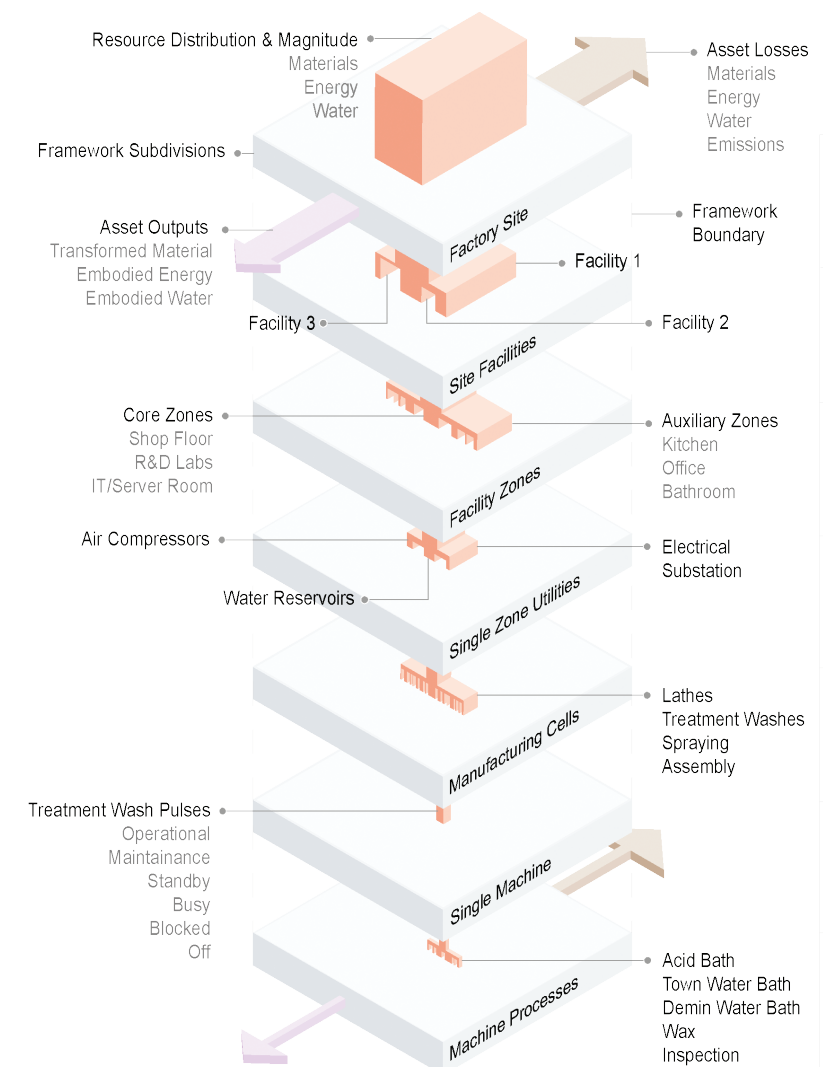 Resource Distribution & Magnitude
Materials
Energy
Water
Asset Losses
Materials
Energy
Water
Emissions
Framework Subdivisions
Framework
Boundary
Factory Site
Asset Outputs
Transformed Material
Embodied Energy
Embodied Water
Facility 1
Facility 3
Facility 2
Site Facilities
Core Zones
Shop Floor
R&D Labs
IT/Server Room
Auxiliary Zones
Kitchen
Office
Bathroom
Facility Zones
Air Compressors
Electrical
Substation
Water Reservoirs
Single Zone Utilities
Lathes
Treatment Washes
Spraying
Assembly
Manufacturing Cells
Treatment Wash Pulses
Operational
Maintainance
Standby
Busy
Blocked
Off
Single Machine
Acid Bath
Town Water Bath
Demin Water Bath
Wax
Inspection
Machine Processes